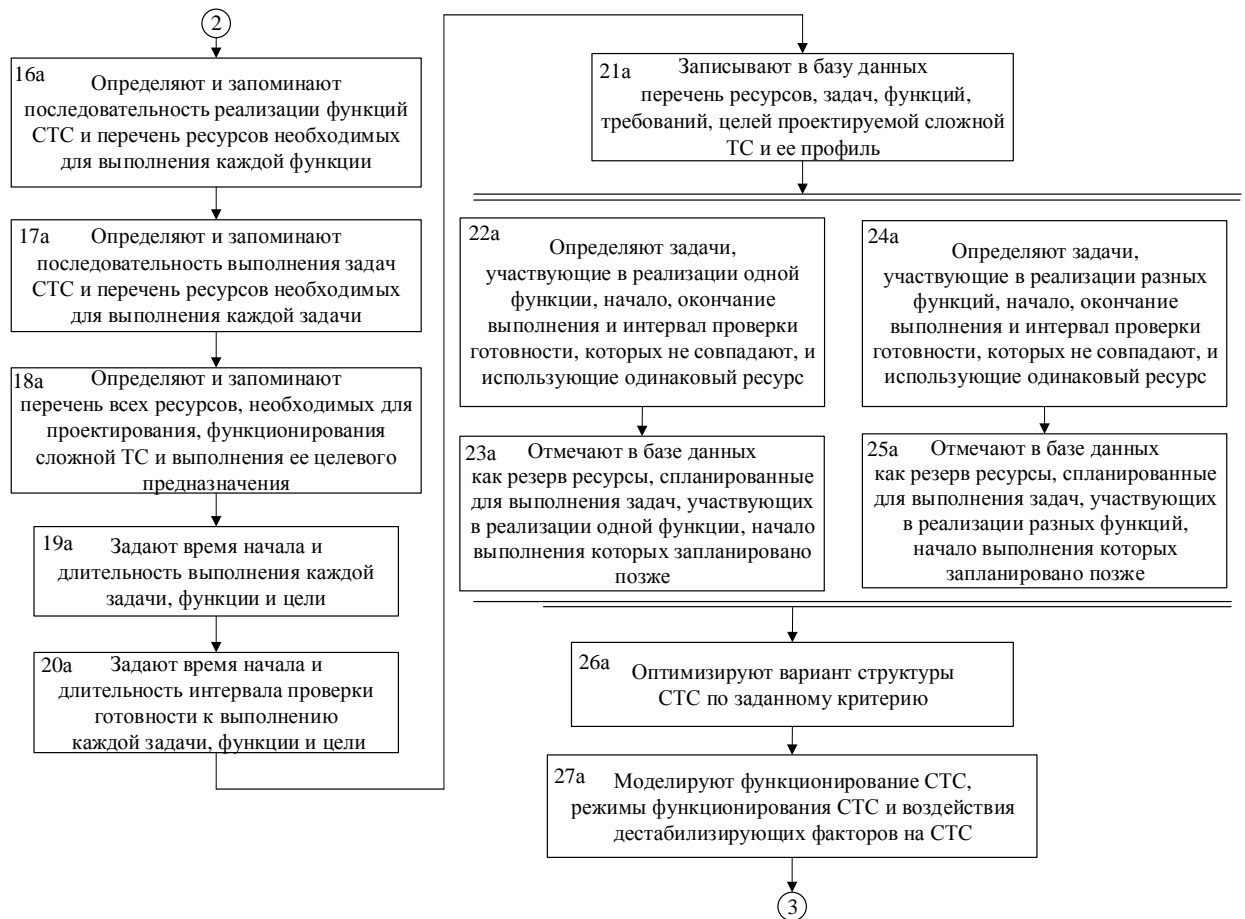 2
16а
Определяют и запоминают
последовательность реализации функций
СТС и перечень ресурсов необходимых
для выполнения каждой функции
17а
Определяют и запоминают
последовательность выполнения задач
СТС и перечень ресурсов необходимых
для выполнения каждой задачи
18а
Определяют и запоминают
перечень всех ресурсов, необходимых для
проектирования, функционирования
сложной ТС и выполнения ее целевого
предназначения
19а
Задают время начала и
длительность выполнения каждой
задачи, функции и цели
20а
Задают время начала и
длительность интервала проверки
готовности к выполнению
каждой задачи, функции и цели
21а
Записывают в базу данных
перечень ресурсов, задач, функций,
требований, целей проектируемой сложной
ТС и ее профиль
22а
Определяют задачи,
участвующие в реализации одной
функции, начало, окончание
выполнения и интервал проверки
готовности, которых не совпадают, и
использующие одинаковый ресурс
23а
Отмечают в базе данных
как резерв ресурсы, спланированные
для выполнения задач, участвующих
в реализации одной функции, начало
выполнения которых запланировано
позже
24а
Определяют задачи,
участвующие в реализации разных
функций, начало, окончание
выполнения и интервал проверки
готовности, которых не совпадают, и
использующие одинаковый ресурс
25а
Отмечают в базе данных
как резерв ресурсы, спланированные
для выполнения задач, участвующих
в реализации разных функций,
начало выполнения которых
запланировано позже
26а
Оптимизируют вариант структуры
СТС по заданному критерию
27а
Моделируют функционирование СТС,
режимы функционирования СТС и воздействия
дестабилизирующих факторов на СТС
3